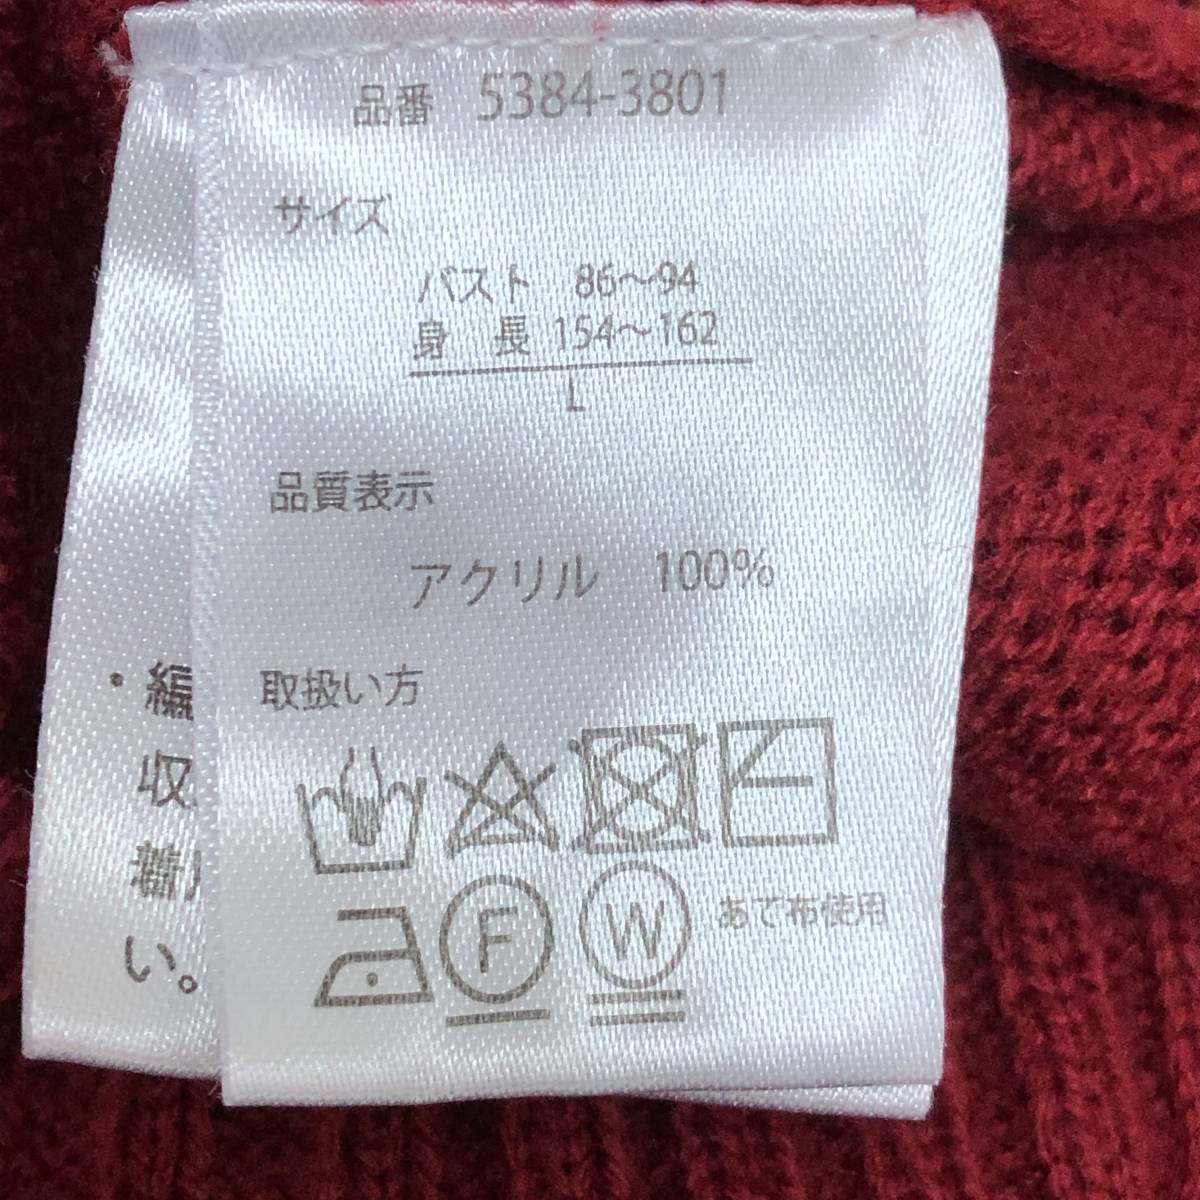 品番 5384-3801
サイズ
バスト 86～94
身 長 154～162
L
品質表示
アクリル 100%
取扱い方
F
W
あて布使用
・編
収
番
い。